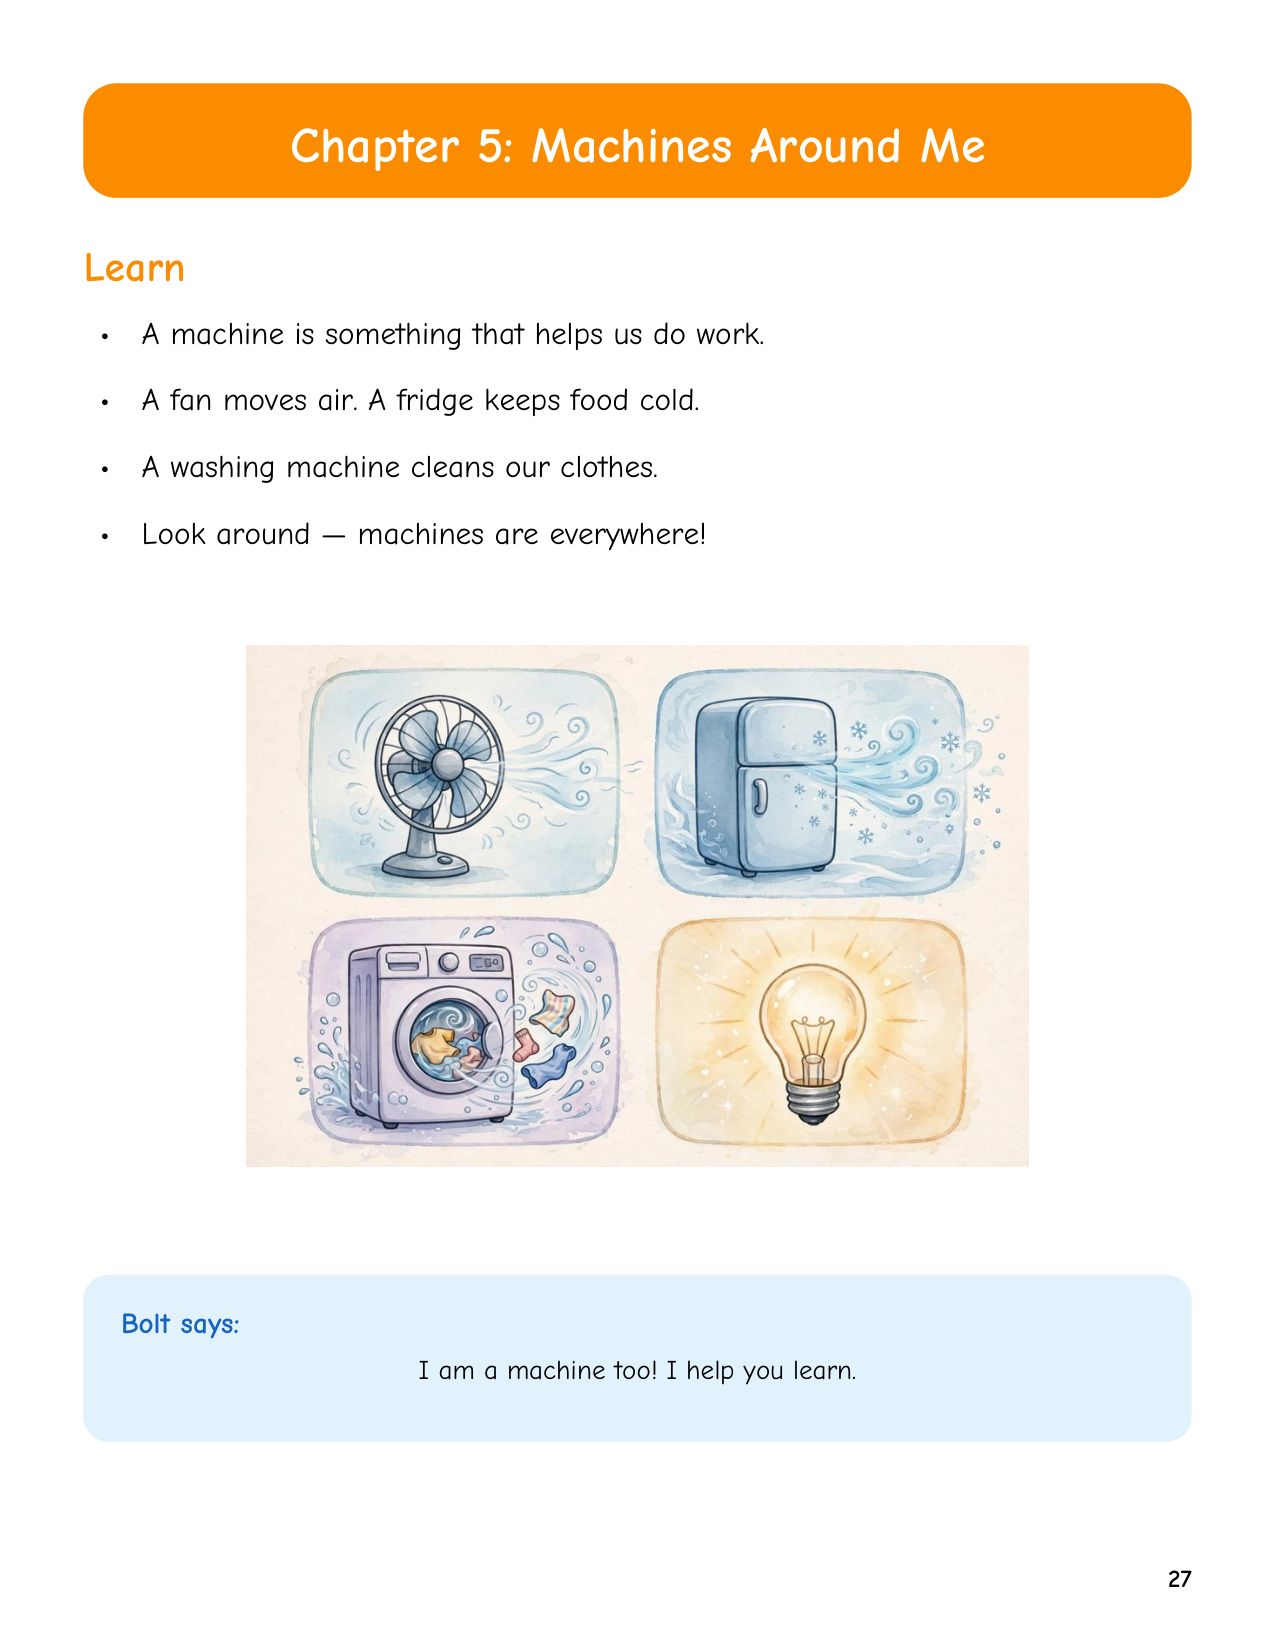 Chapter 5: Machines Around Me
Learn
• A machine is something that helps us do work.
• A fan moves air. A fridge keeps food cold.
• A washing machine cleans our clothes.
• Look around — machines are everywhere!
Bolt says:
I am a machine too! I help you learn.
27